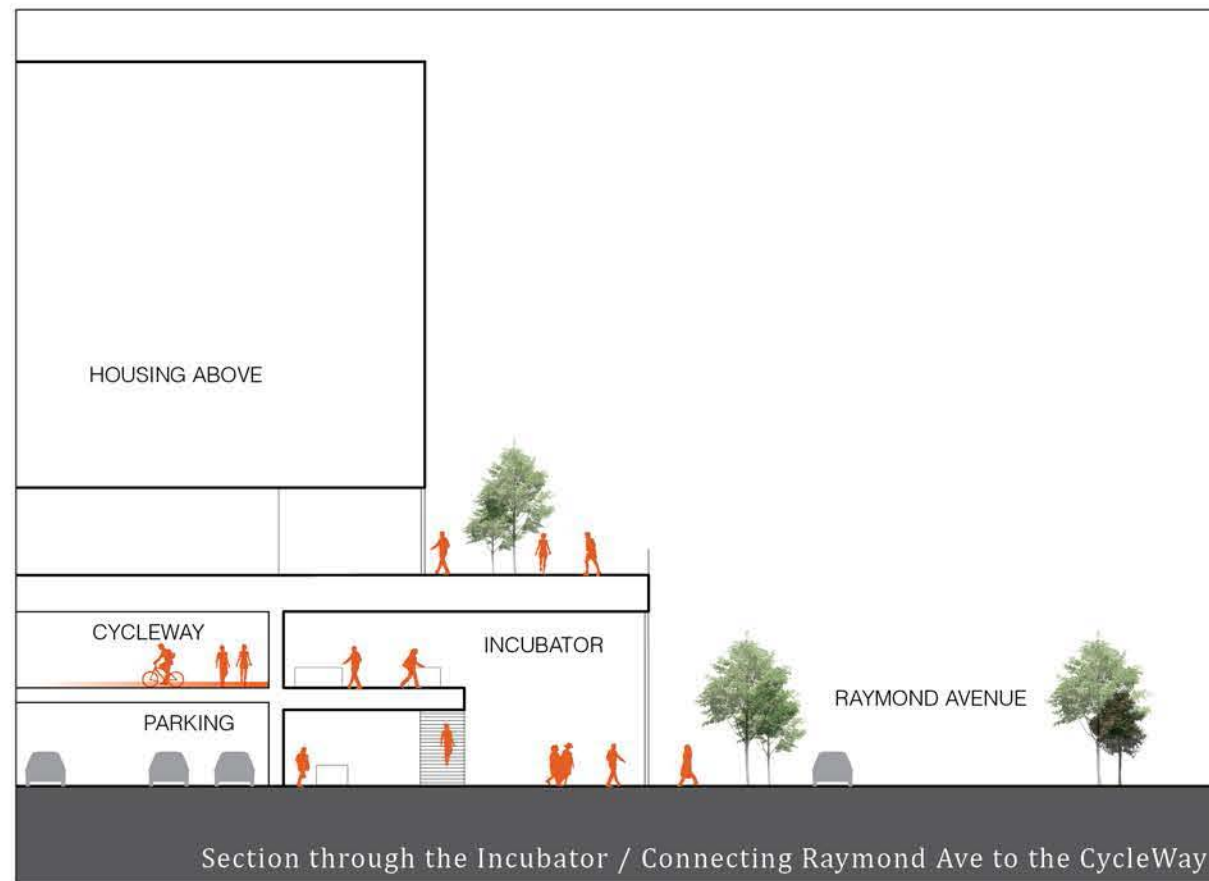 HOUSING ABOVE
CYCLEWAY
INCUBATOR
PARKING
RAYMOND AVENUE
Section through the Incubator / Connecting Raymond Ave to the CycleWay